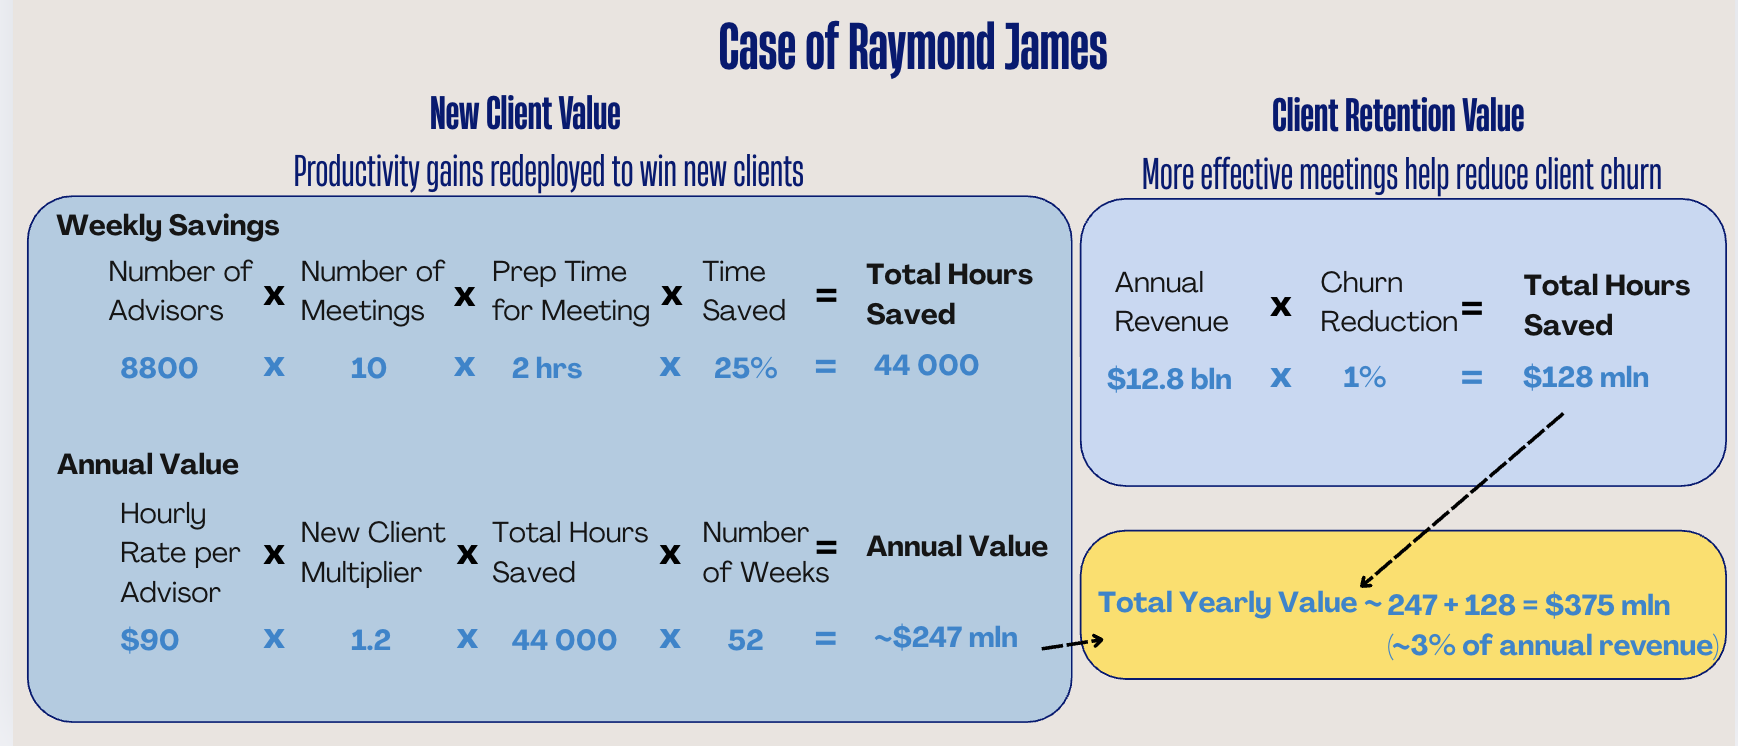 Case of Raymond James
New Client Value
Productivity gains redeployed to win new clients
Weekly Savings
Number of Advisors x Number of Meetings x Prep Time for Meeting x Time Saved = Total Hours Saved
8800 x 10 x 2 hrs x 25% = 44 000
Annual Value
Hourly Rate per Advisor x New Client Multiplier x Total Hours Saved x Number of Weeks = Annual Value
$90 x 1.2 x 44 000 x 52 = ~$247 mln
Client Retention Value
More effective meetings help reduce client churn
Annual Revenue x Churn Reduction = Total Hours Saved
$12.8 bln x 1% = $128 mln
Total Yearly Value ~ 247 + 128 = $375 mln
(~3% of annual revenue)